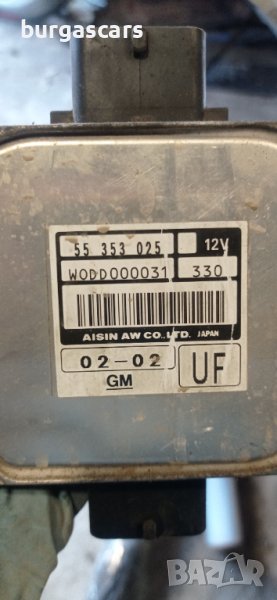 burgascars
55 353 025 12V
W0DD000031 330
AISIN AW CO.,LTD. JAPAN
02-02 UF
GM
BAZAR